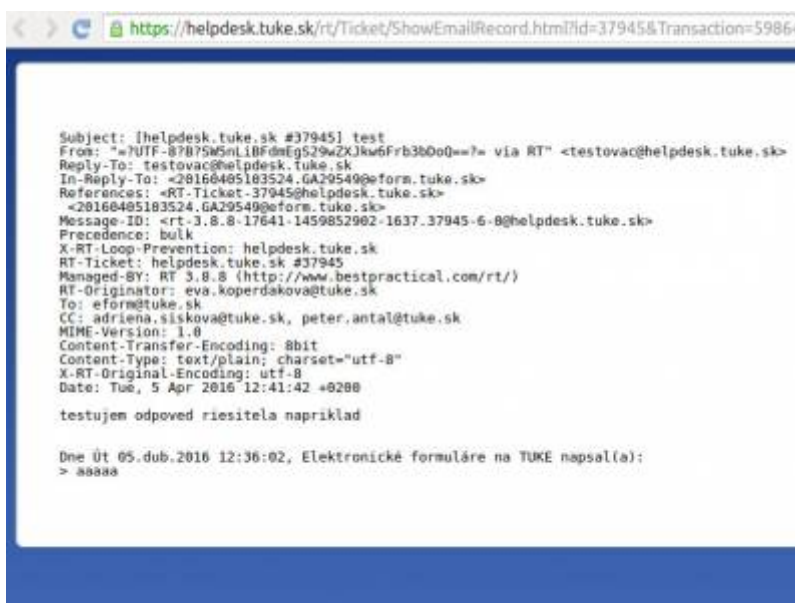 https://helpdesk.tuke.sk/rt/Ticket/ShowEmailRecord.html?id=37945&Transaction=5986
Subject: [helpdesk.tuke.sk #37945] test
From: via RT" <testovac@helpdesk.tuke.sk>
Reply-To: testovac@helpdesk.tuke.sk
In-Reply-To: <20160405103524.GA29549@eform.tuke.sk>
References: <RT-Ticket-37945@helpdesk.tuke.sk>
<20160405103524.GA29549@eform.tuke.sk>
Message-ID: <rt-3.8.8-17641-1459852902-1637.37945-6-0@helpdesk.tuke.sk>
Precedence: bulk
X-RT-Loop-Prevention: helpdesk.tuke.sk
RT-Ticket: helpdesk.tuke.sk #37945
Managed-BY: RT 3.8.8 (http://www.bestpractical.com/rt/)
RT-Originator: eva.koperdakova@tuke.sk
To: eform@tuke.sk
CC: adriena.siskova@tuke.sk, peter.antal@tuke.sk
MIME-Version: 1.0
Content-Transfer-Encoding: 8bit
Content-Type: text/plain; charset="utf-8"
X-RT-Original-Encoding: utf-8
Date: Tue, 5 Apr 2016 12:41:42 +0200
testujem odpoved riesitela napriklad
Dne Út 05.dub.2016 12:36:02, Elektronické formuláre na TUKE napsal(a):
> aaaaa